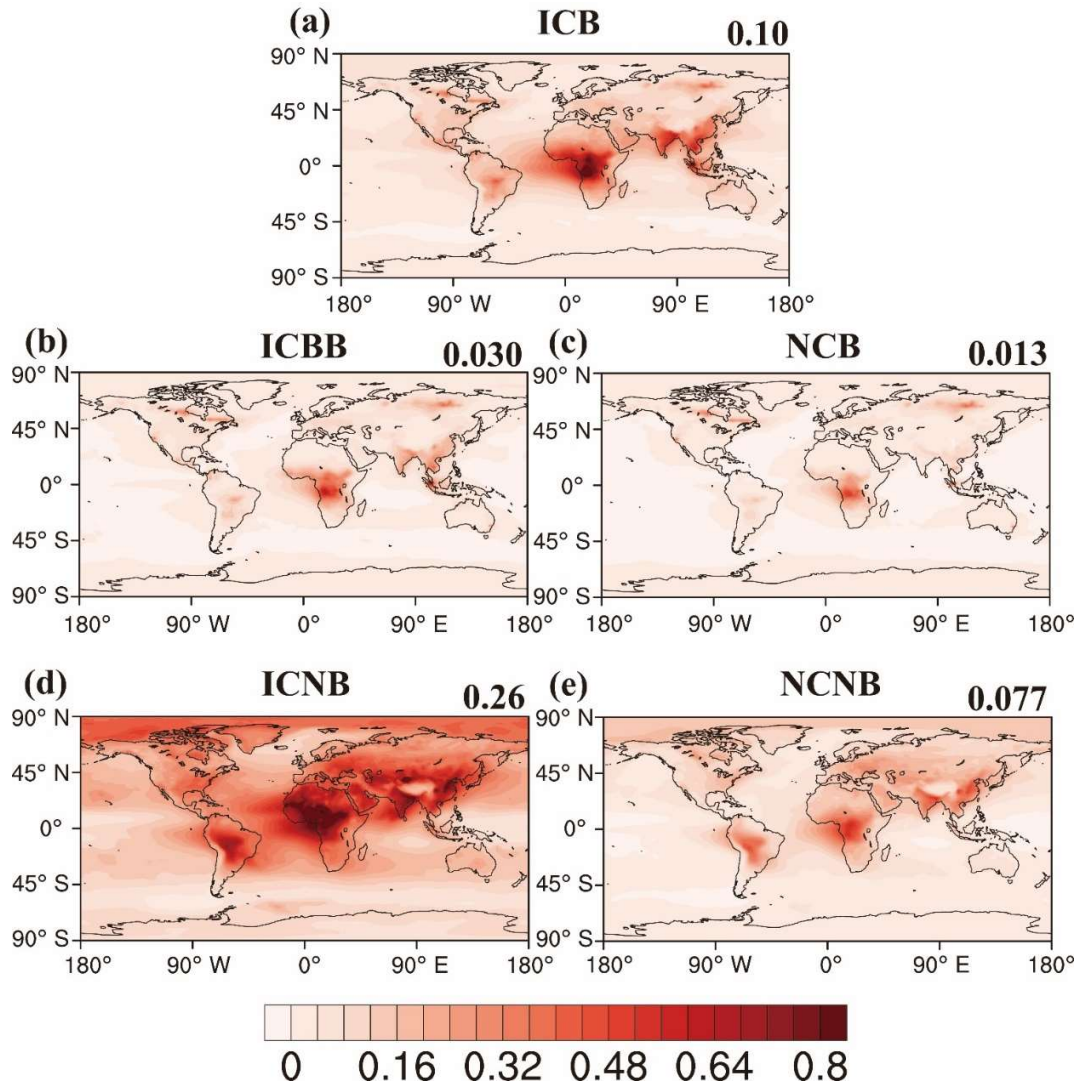 (a) ICB 0.10
90° N
45° N
0°
45° S
90° S
180° 90° W 0° 90° E 180°
(b) ICBB 0.030
90° N
45° N
0°
45° S
90° S
180° 90° W 0° 90° E 180°
(c) NCB 0.013
90° N
45° N
0°
45° S
90° S
180° 90° W 0° 90° E 180°
(d) ICNB 0.26
90° N
45° N
0°
45° S
90° S
180° 90° W 0° 90° E 180°
(e) NCNB 0.077
90° N
45° N
0°
45° S
90° S
180° 90° W 0° 90° E 180°
0 0.16 0.32 0.48 0.64 0.8